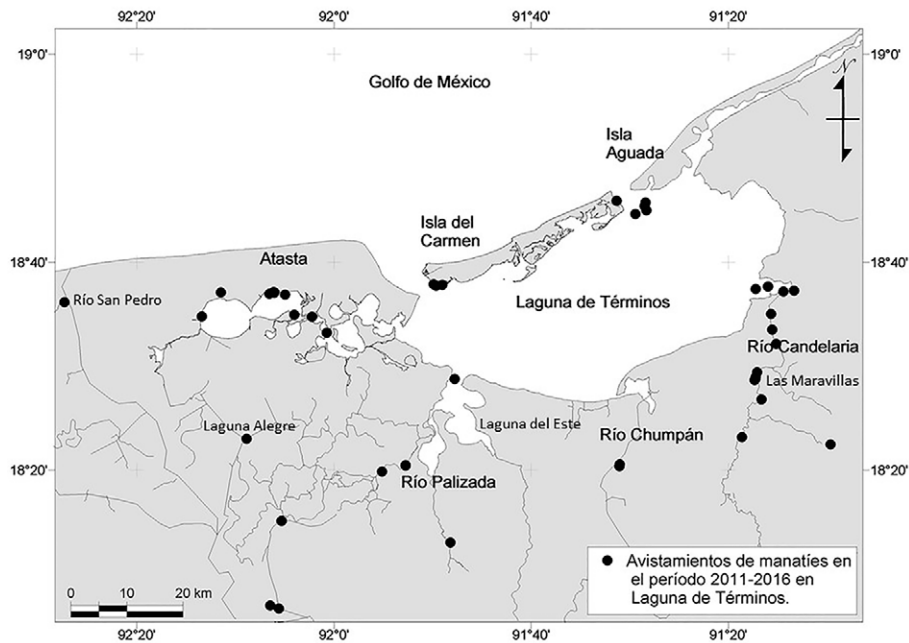 92°20' 92°0' 91°40' 91°20'
19°0' 19°0'
N
Golfo de México
Isla
Aguada
Isla del
Carmen
Atasta
18°40' 18°40'
Río San Pedro
Laguna de Términos
Río Candelaria
Las Maravillas
Laguna Alegre
Laguna del Este
Río Chumpán
18°20' 18°20'
Río Palizada
Avistamientos de manatíes en
el período 2011-2016 en
Laguna de Términos.
0 10 20 km
92°20' 92°0' 91°40' 91°20'